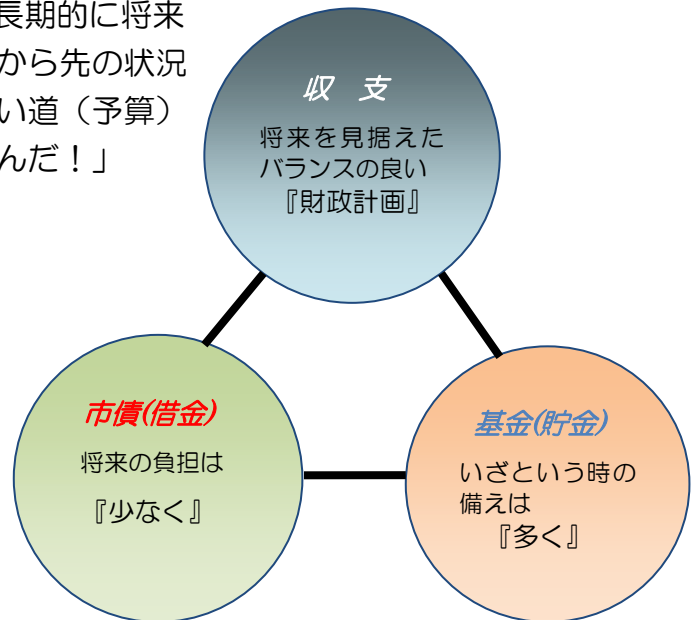 長期的に将来
から先の状況
い道（予算）
んだ！」
収　支
将来を見据えた
バランスの良い
『財政計画』
市債(借金)
将来の負担は
『少なく』
基金(貯金)
いざという時の
備えは
『多く』